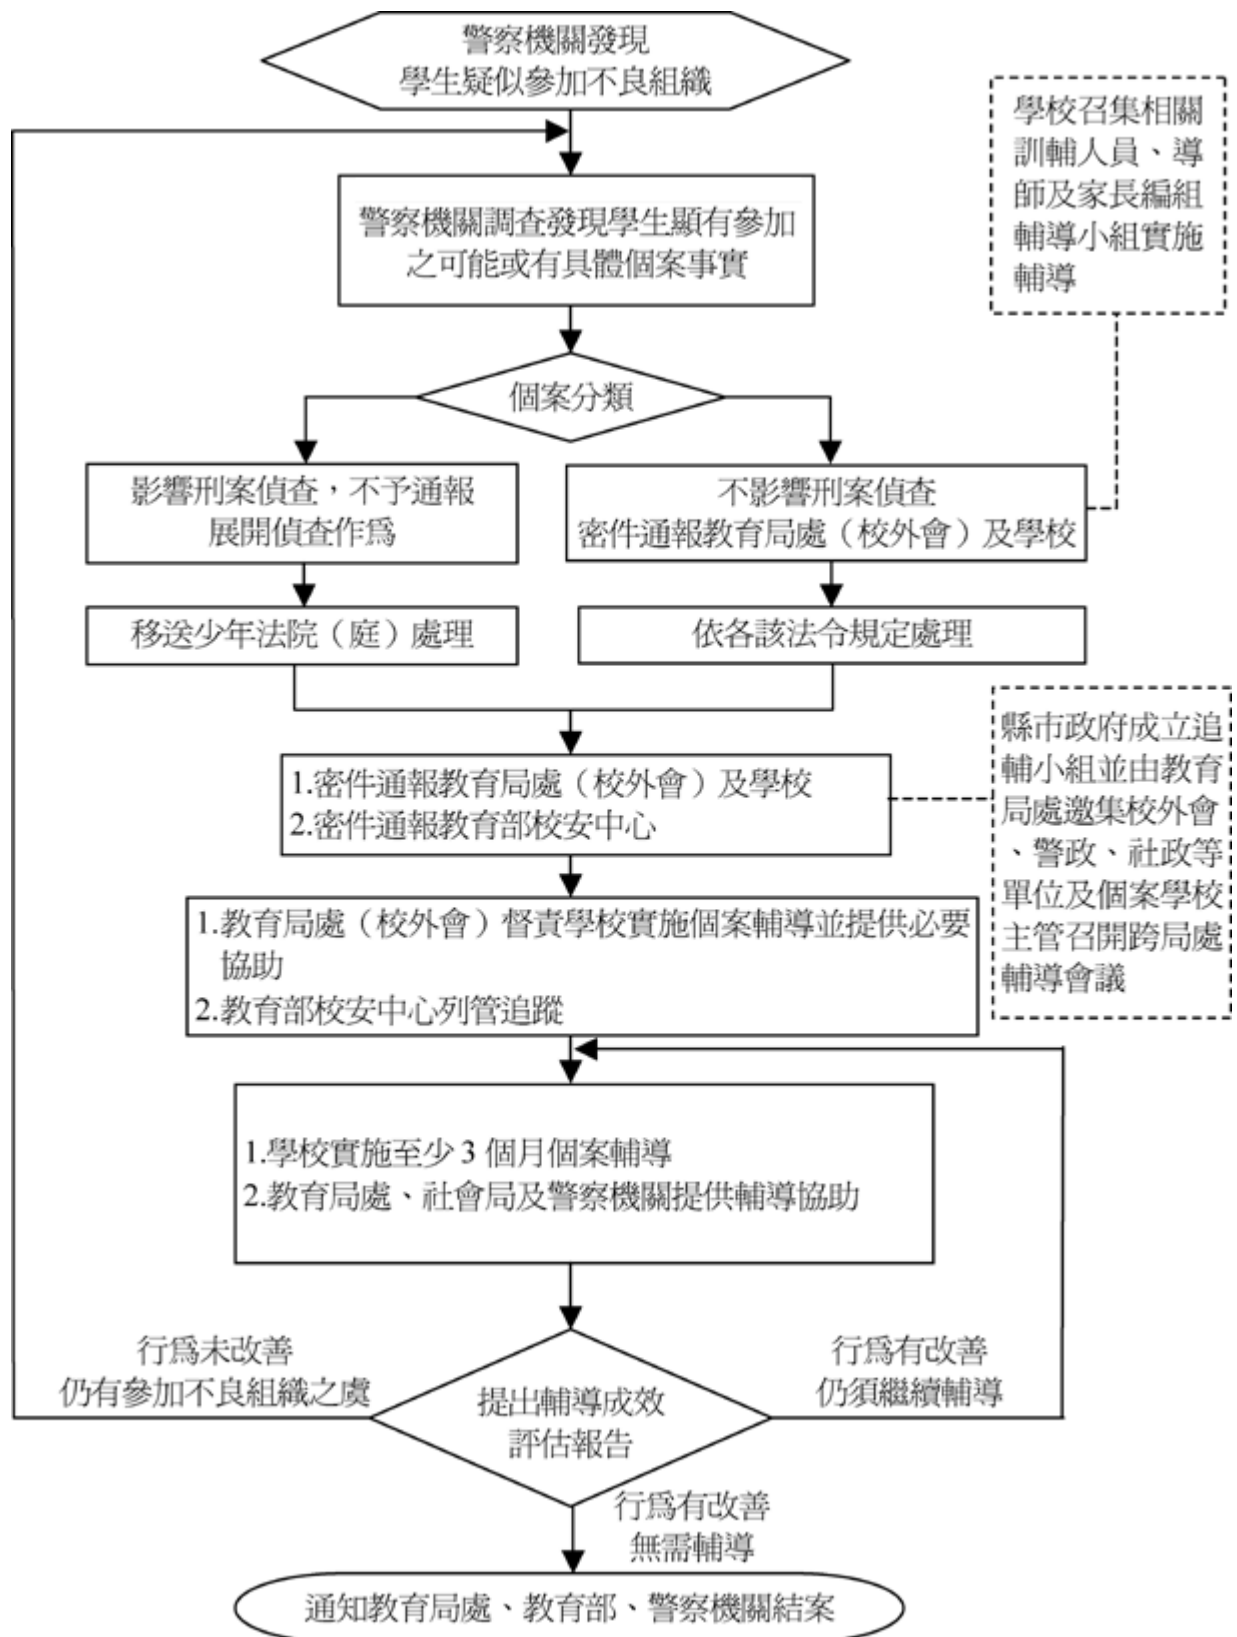 警察機關發現
學生疑似參加不良組織
學校召集相關
訓輔人員、導
師及家長編組
輔導小組實施
輔導
警察機關調查發現學生顯有參加
之可能或有具體個案事實
個案分類
影響刑案偵查，不予通報
展開偵查作爲
不影響刑案偵查
密件通報教育局處（校外會）及學校
移送少年法院（庭）處理
依各該法令規定處理
1.密件通報教育局處（校外會）及學校
2.密件通報教育部校安中心
縣市政府成立追
輔小組並由教育
局處邀集校外會
、警政、社政等
單位及個案學校
主管召開跨局處
輔導會議
1.教育局處（校外會）督責學校實施個案輔導並提供必要
協助
2.教育部校安中心列管追蹤
1.學校實施至少 3 個月個案輔導
2.教育局處、社會局及警察機關提供輔導協助
行爲未改善
仍有參加不良組織之虞
提出輔導成效
評估報告
行爲有改善
仍須繼續輔導
行爲有改善
無需輔導
通知教育局處、教育部、警察機關結案